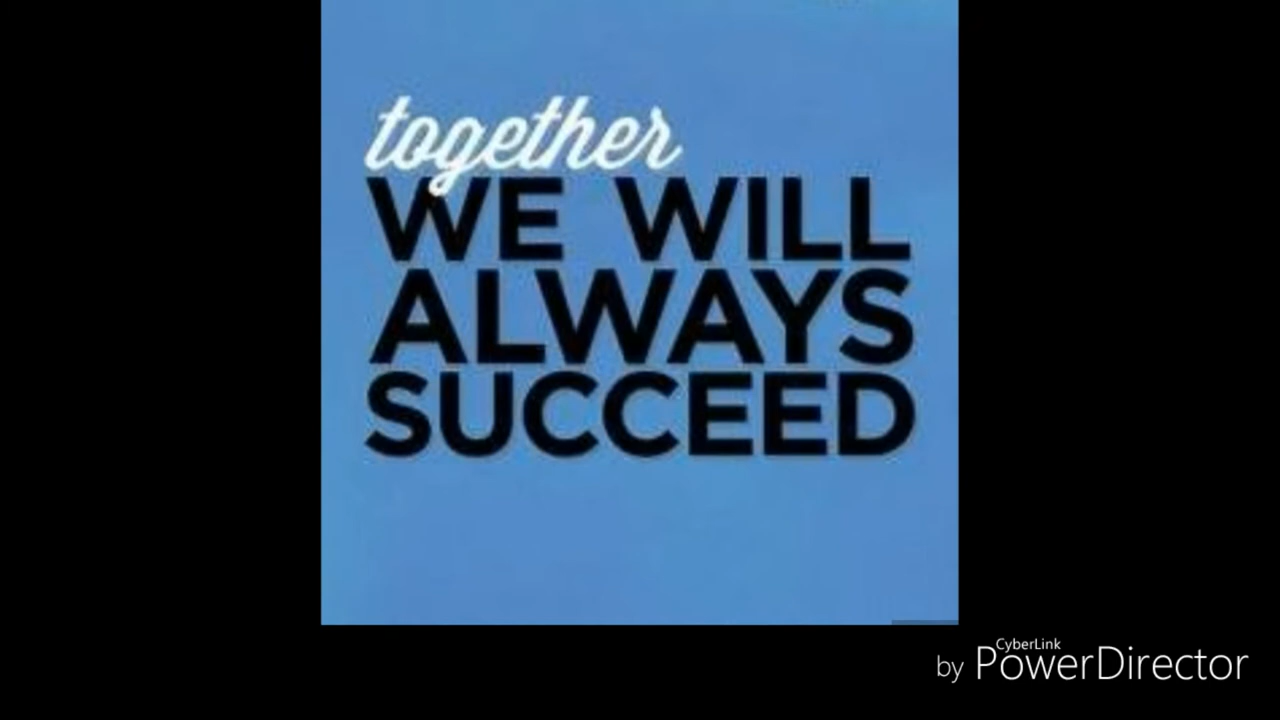 together
WE WILL
ALWAYS
SUCCEED
CyberLink
by PowerDirector